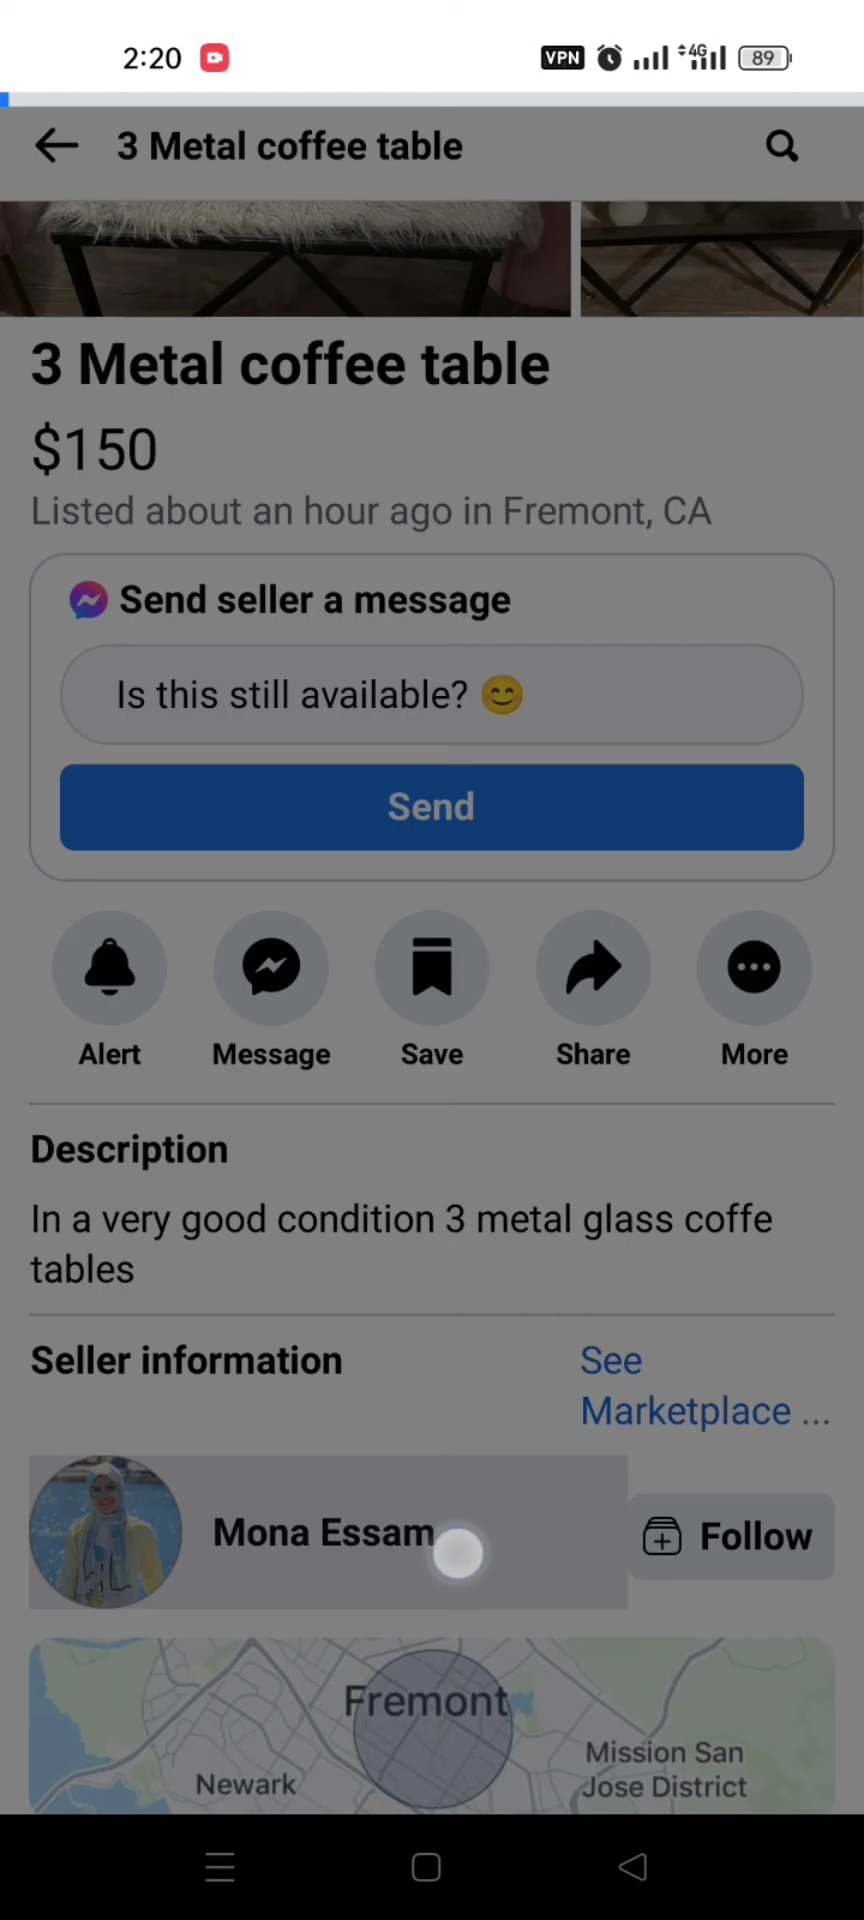 2:20 VPN 4G 89
3 Metal coffee table
3 Metal coffee table
$150
Listed about an hour ago in Fremont, CA
Send seller a message
Is this still available? 😊
Send
Alert Message Save Share More
Description
In a very good condition 3 metal glass coffe
tables
Seller information
See
Marketplace ...
Mona Essam
Follow
Fremont
Mission San
Jose District
Newark